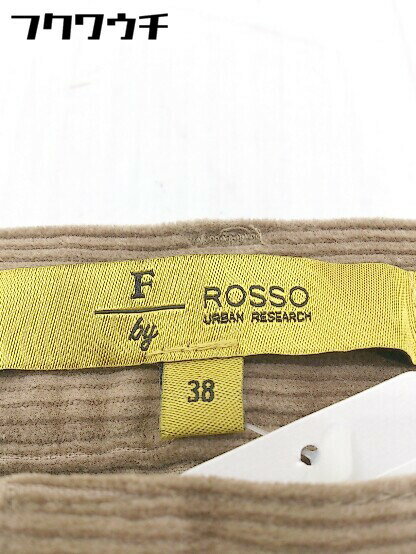 フクワウチ
F
by
ROSSO
URBAN RESEARCH
38